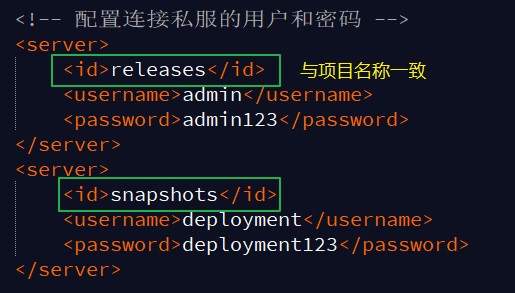 <!-- 配置连接私服的用户和密码 -->
<server>
<id>releases</id> 与项目名称一致
<username>admin</username>
<password>admin123</password>
</server>
<server>
<id>snapshots</id>
<username>deployment</username>
<password>deployment123</password>
</server>